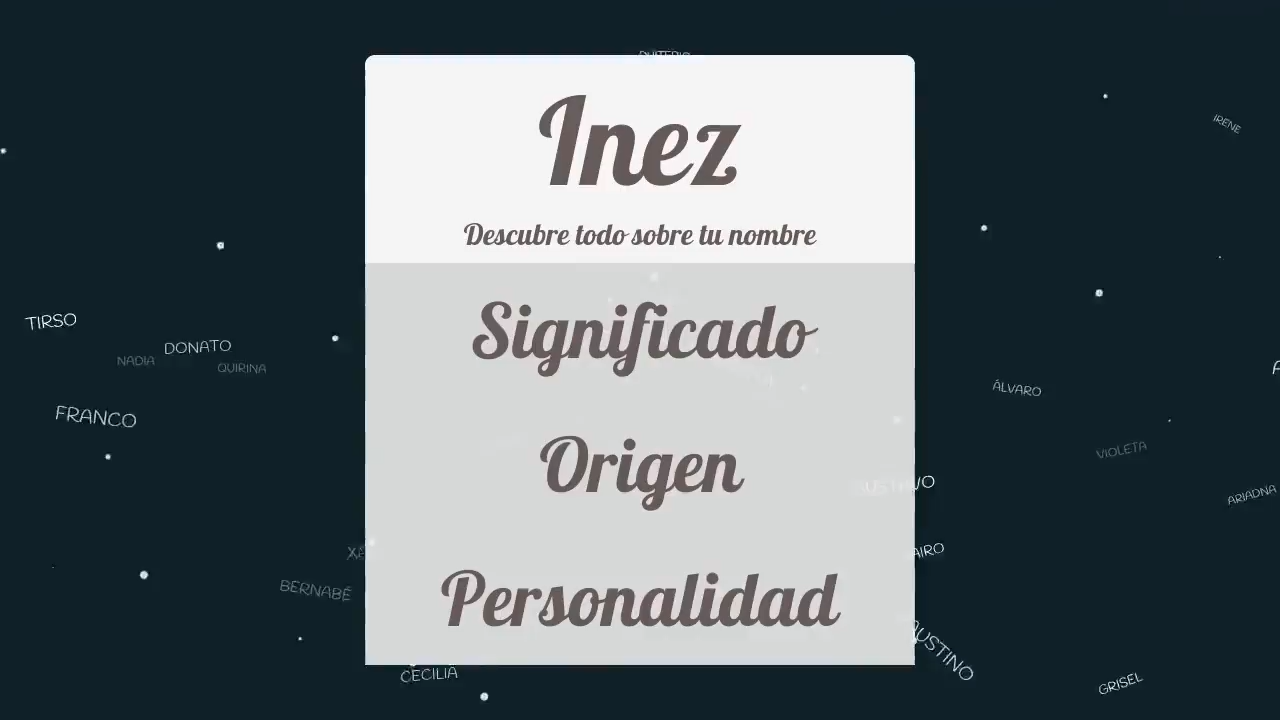 Inez
Descubre todo sobre tu nombre
Significado
Origen
Personalidad
IRENE
TIRSO
DONATO
NADIA
QUIRINA
FRANCO
ÁLVARO
VIOLETA
GUSTAVO
ARIADNA
BERNABÉ
CECILIA
GRISEL